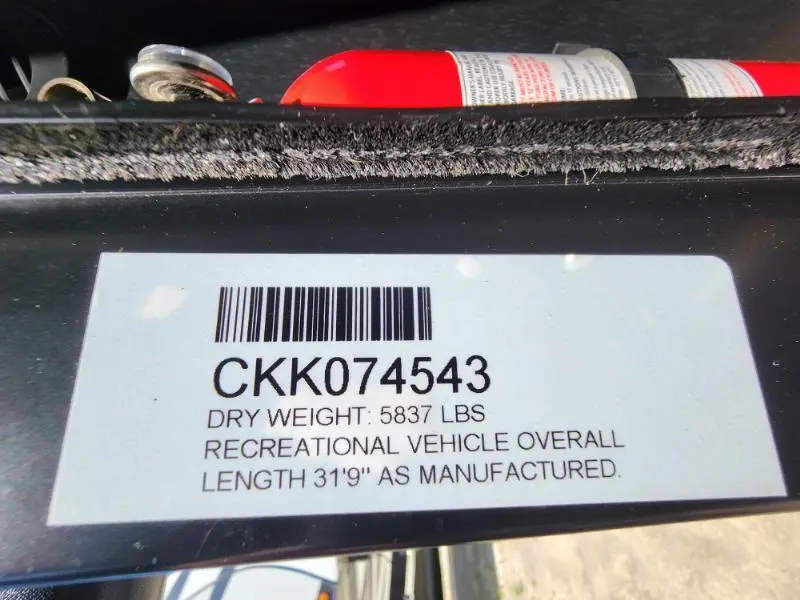 CKK074543
DRY WEIGHT: 5837 LBS
RECREATIONAL VEHICLE OVERALL
LENGTH 31'9" AS MANUFACTURED.